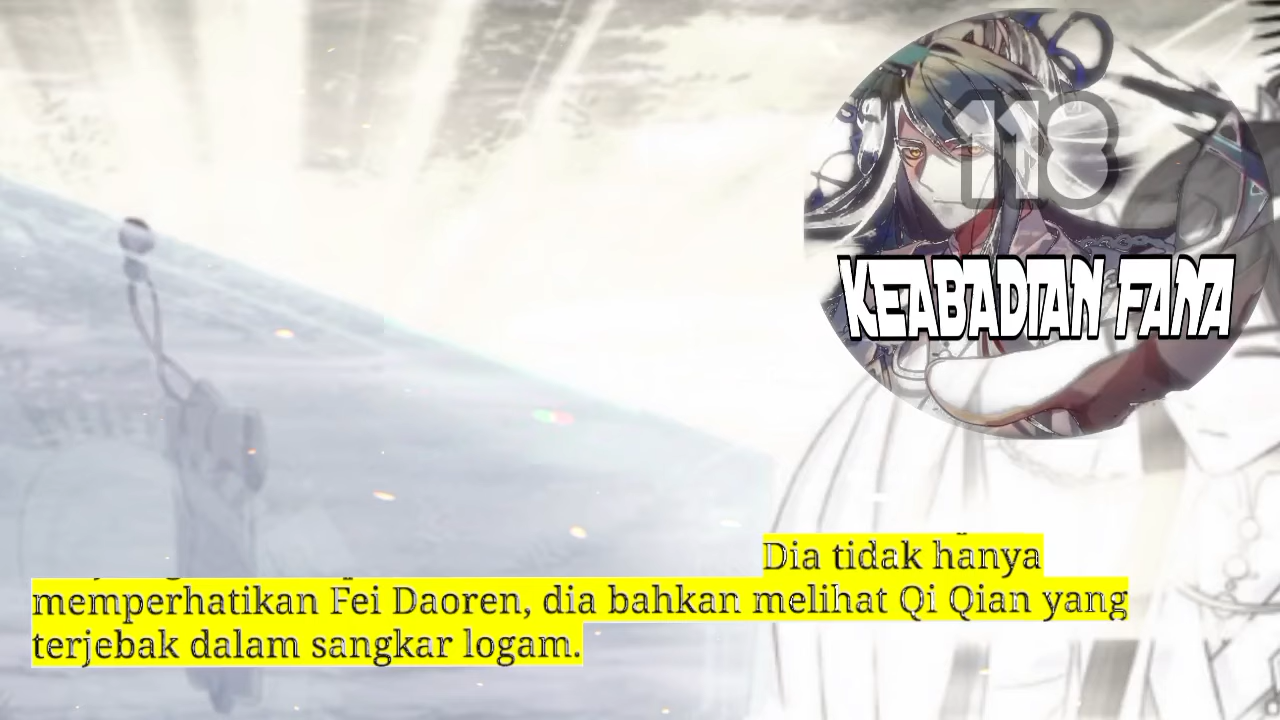 118
KEABADIAN FANA
Dia tidak hanya
memperhatikan Fei Daoren, dia bahkan melihat Qi Qian yang
terjebak dalam sangkar logam.